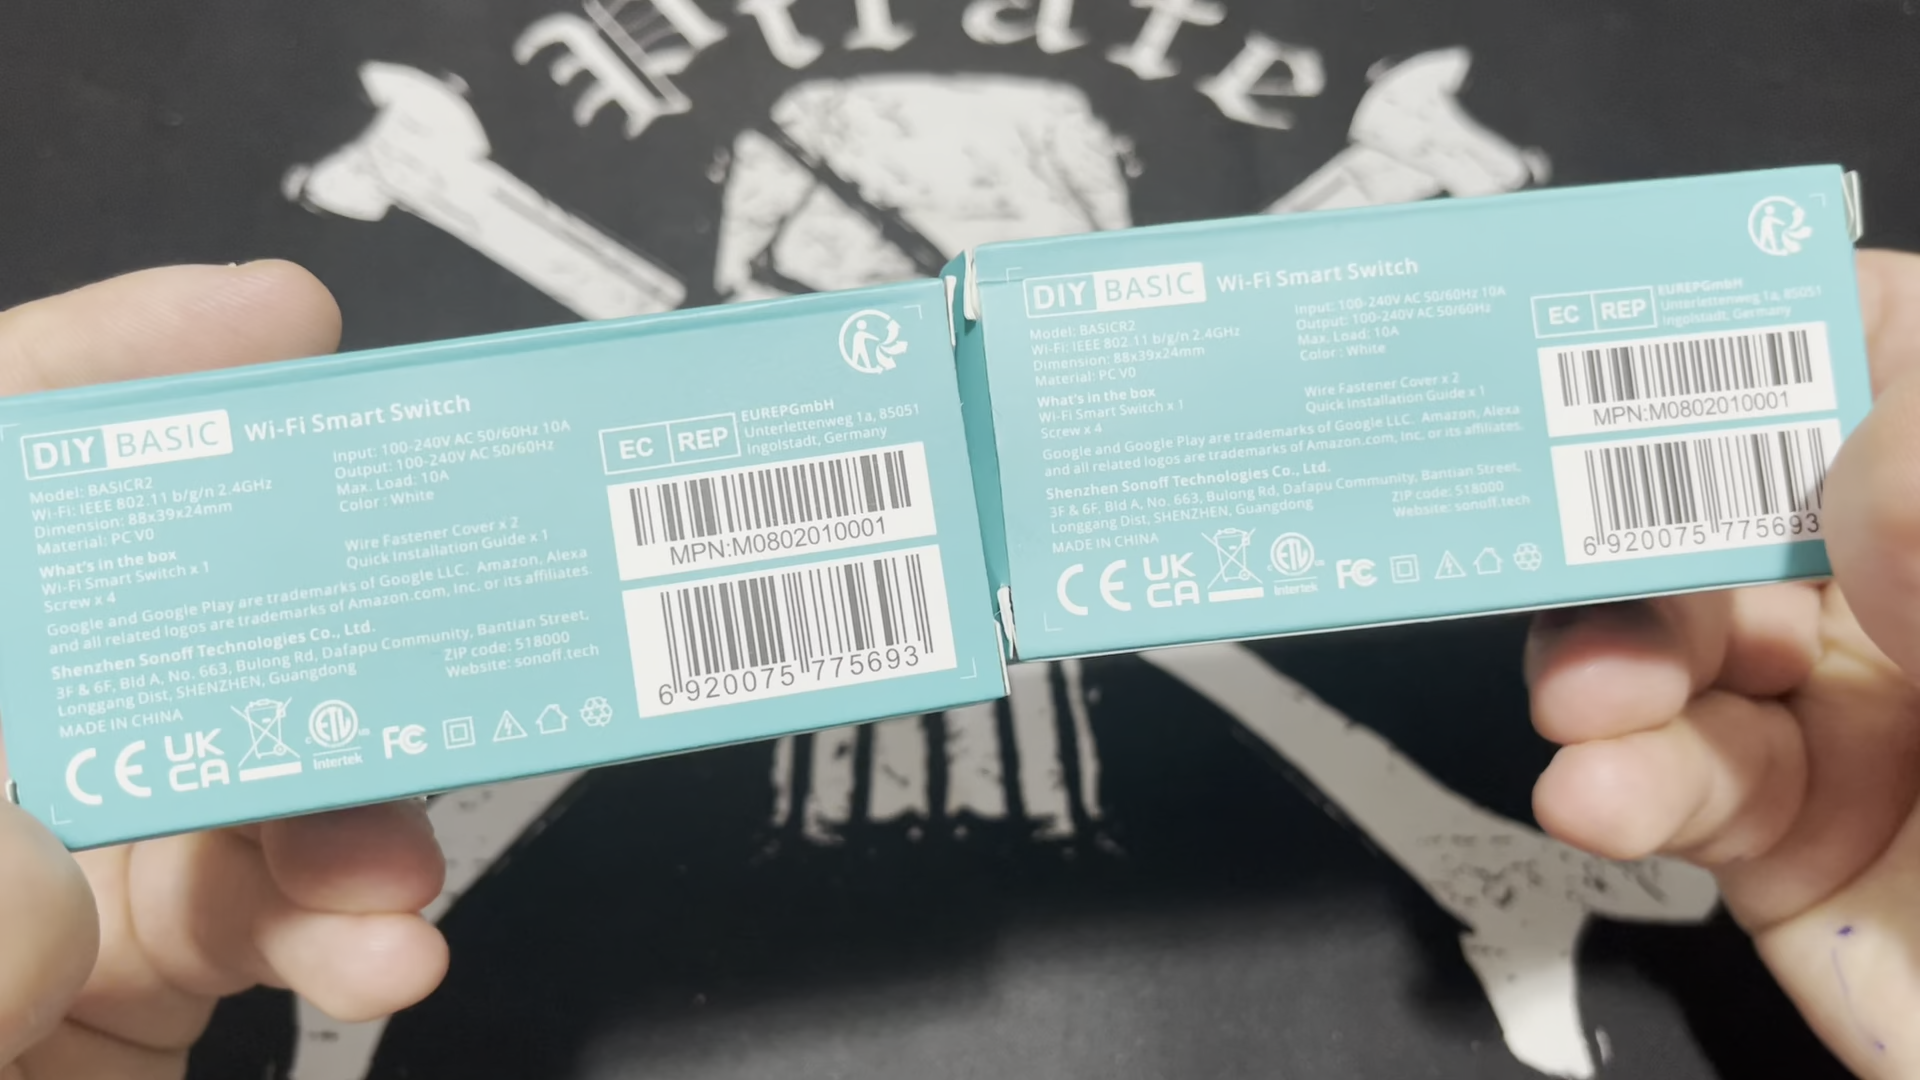 Pirate
DIY BASIC Wi-Fi Smart Switch
Model: BASICR2
Wi-Fi: IEEE 802.11 b/g/n 2.4GHz
Dimension: 88x39x24mm
Material: PC V0
Input: 100-240V AC 50/60Hz 10A
Output: 100-240V AC 50/60Hz
Max. Load: 10A
Color : White
What's in the box
Wi-Fi Smart Switch x 1
Screw x 4
Wire Fastener Cover x 2
Quick Installation Guide x 1
Google and Google Play are trademarks of Google LLC. Amazon, Alexa
and all related logos are trademarks of Amazon.com, Inc. or its affiliates.
Shenzhen Sonoff Technologies Co., Ltd.
3F & 6F, Bld A, No. 663, Bulong Rd, Dafapu Community, Bantian Street,
Longgang Dist, SHENZHEN, Guangdong
ZIP code: 518000
Website: sonoff.tech
MADE IN CHINA
CE UK CA ETL Intertek FC
EC REP
EUREPGmbH
Unterlettenweg 1a, 85051
Ingolstadt, Germany
MPN:M0802010001
6 920075 775693
DIY BASIC Wi-Fi Smart Switch
Model: BASICR2
Wi-Fi: IEEE 802.11 b/g/n 2.4GHz
Dimension: 88x39x24mm
Material: PC V0
Input: 100-240V AC 50/60Hz 10A
Output: 100-240V AC 50/60Hz
Max. Load: 10A
Color : White
What's in the box
Wi-Fi Smart Switch x 1
Screw x 4
Wire Fastener Cover x 2
Quick Installation Guide x 1
Google and Google Play are trademarks of Google LLC. Amazon, Alexa
and all related logos are trademarks of Amazon.com, Inc. or its affiliates.
Shenzhen Sonoff Technologies Co., Ltd.
3F & 6F, Bld A, No. 663, Bulong Rd, Dafapu Community, Bantian Street,
Longgang Dist, SHENZHEN, Guangdong
ZIP code: 518000
Website: sonoff.tech
MADE IN CHINA
CE UK CA ETL Intertek FC
EC REP
EUREPGmbH
Unterlettenweg 1a, 85051
Ingolstadt, Germany
MPN:M0802010001
6 920075 775693